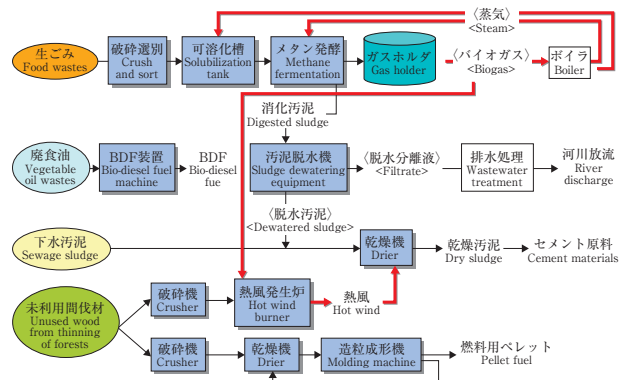 〈蒸気〉
<Steam>
生ごみ
Food wastes
破砕選別
Crush
and sort
可溶化槽
Solubilization
tank
メタン発酵
Methane
fermentation
ガスホルダ
Gas holder
〈バイオガス〉
<Biogas>
ボイラ
Boiler
消化汚泥
Digested sludge
廃食油
Vegetable
oil wastes
BDF装置
Bio-diesel fuel
machine
BDF
Bio-diesel
fue
汚泥脱水機
Sludge dewatering
equipment
〈脱水分離液〉
<Filtrate>
排水処理
Wastewater
treatment
河川放流
River
discharge
〈脱水汚泥〉
<Dewatered sludge>
下水汚泥
Sewage sludge
乾燥機
Drier
乾燥汚泥
Dry sludge
セメント原料
Cement materials
未利用間伐材
Unused wood
from thinning
of forests
破砕機
Crusher
熱風発生炉
Hot wind
burner
熱風
Hot wind
破砕機
Crusher
乾燥機
Drier
造粒成形機
Molding machine
燃料用ペレット
Pellet fuel